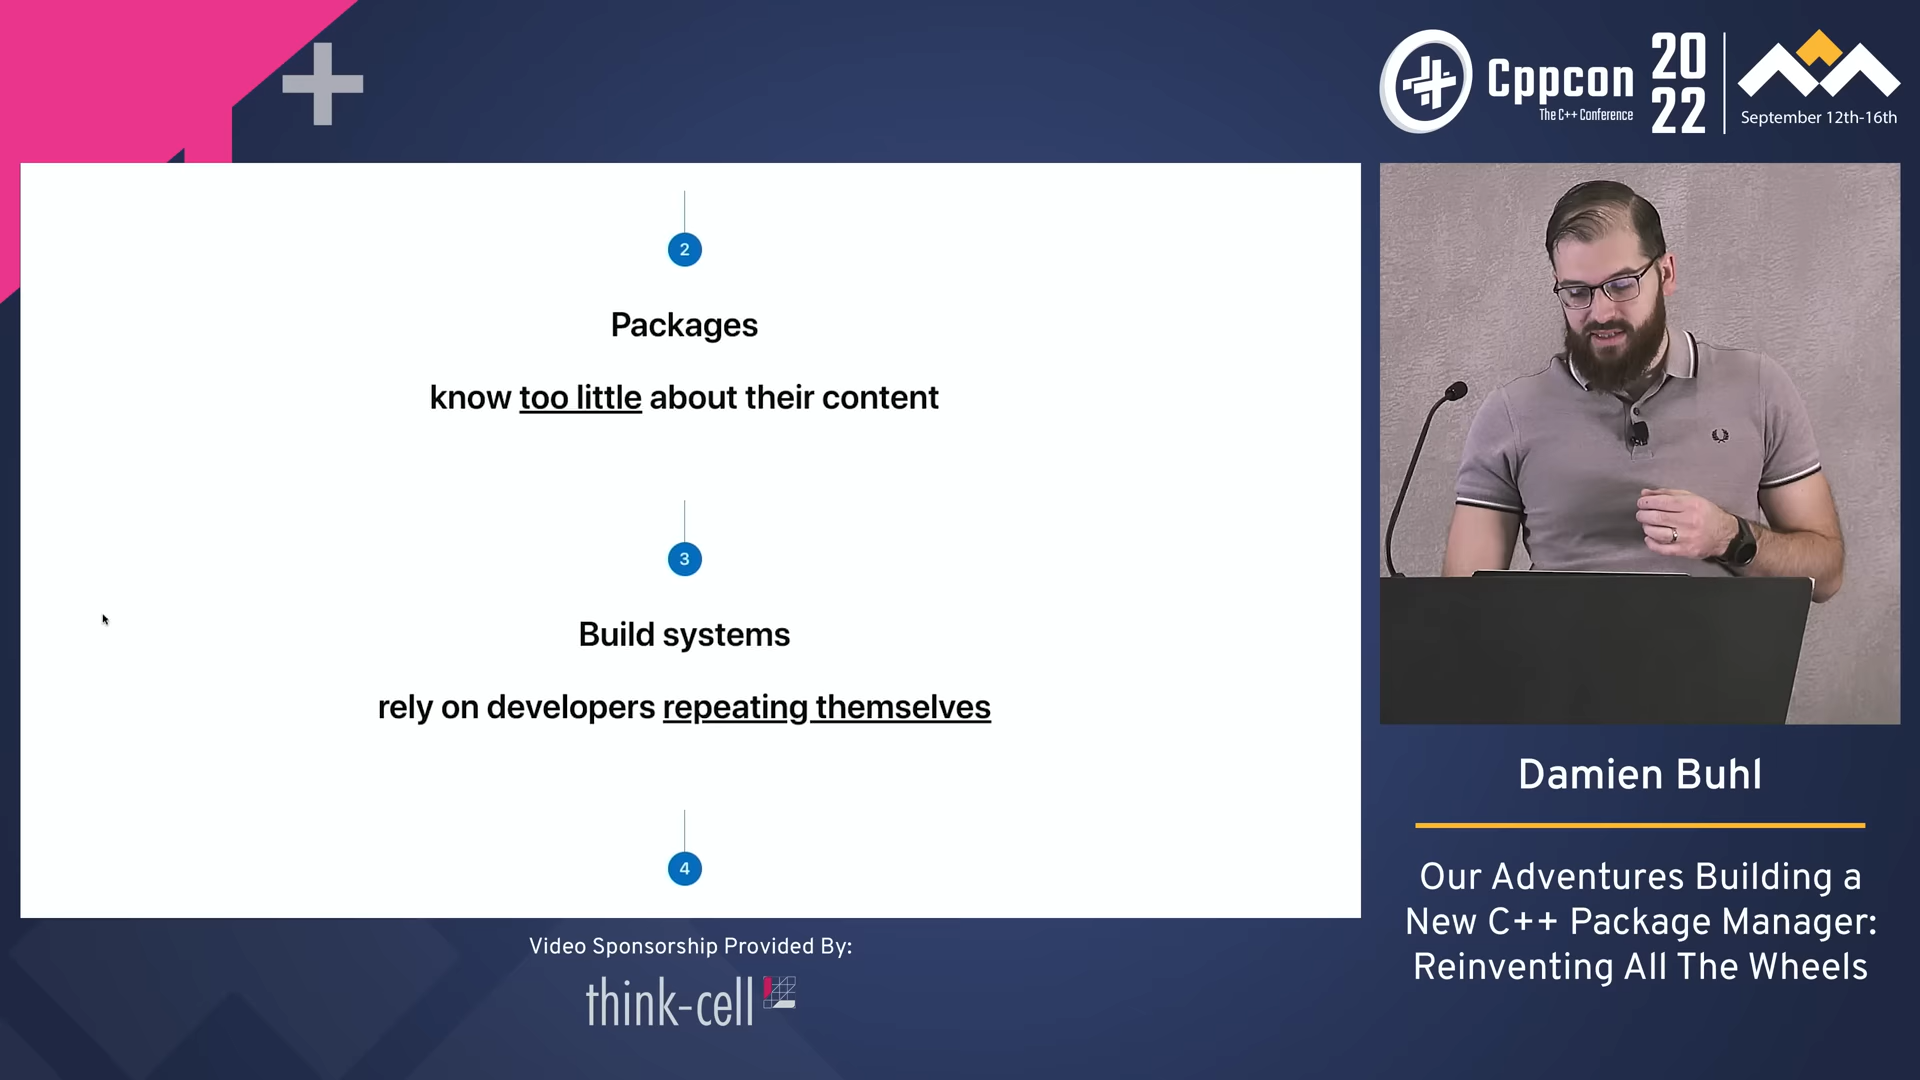 Cppcon
The C++ Conference
20
22
September 12th-16th
2
Packages
know too little about their content
3
Build systems
rely on developers repeating themselves
4
Damien Buhl
Our Adventures Building a
New C++ Package Manager:
Reinventing All The Wheels
Video Sponsorship Provided By:
think-cell